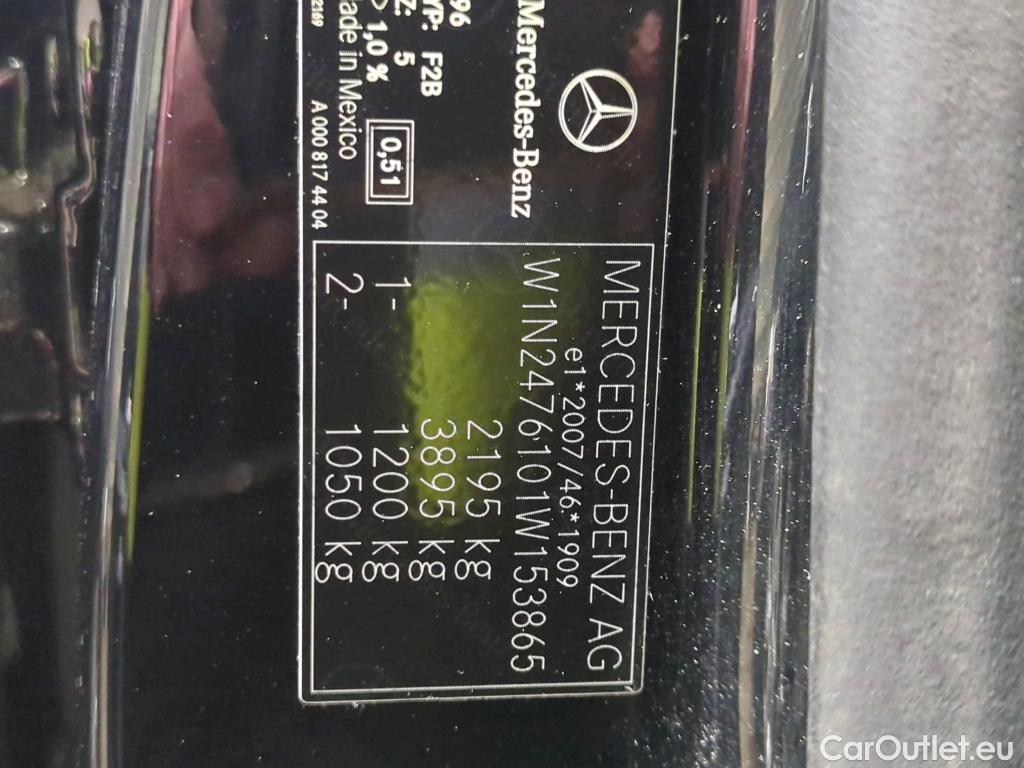 Mercedes-Benz
96
YP: F2B
Z: 5
1,0 %
0,51
ade in Mexico
2169
A 000 817 44 04
MERCEDES-BENZ AG
e1*2007/46*1909
W1N2476101W153865
2195 kg
3895 kg
1- 1200 kg
2- 1050 kg
CarOutlet.eu